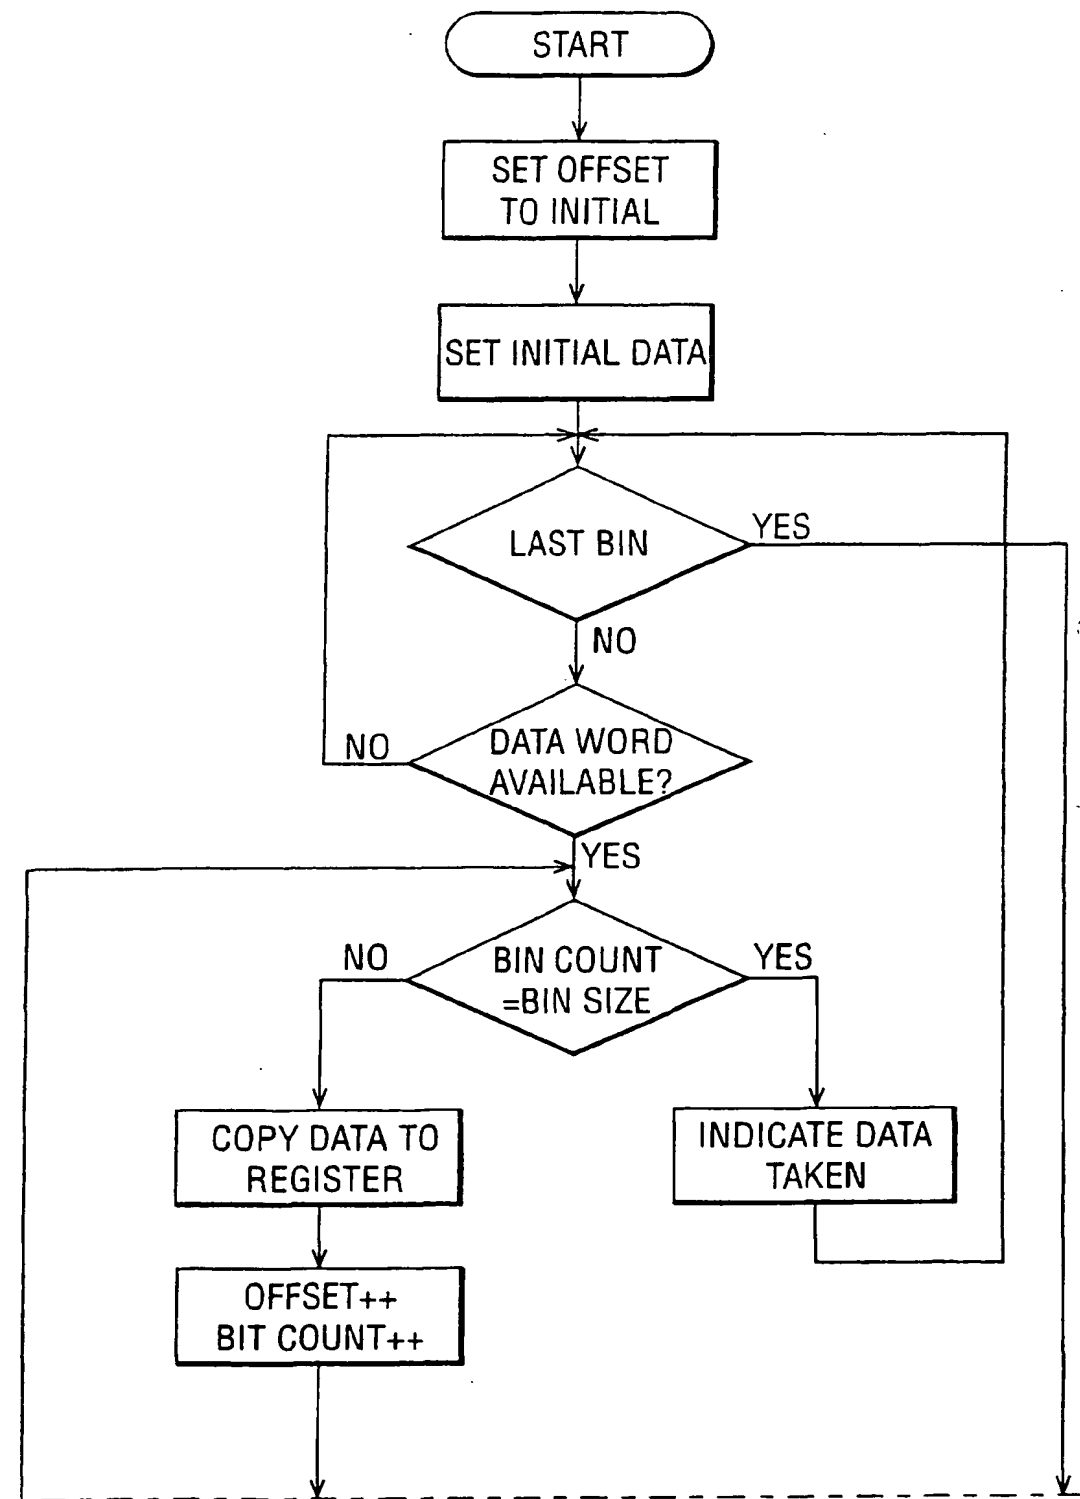 START
SET OFFSET
TO INITIAL
SET INITIAL DATA
LAST BIN
YES
NO
DATA WORD
AVAILABLE?
NO
YES
BIN COUNT
=BIN SIZE
NO
YES
COPY DATA TO
REGISTER
INDICATE DATA
TAKEN
OFFSET++
BIT COUNT++